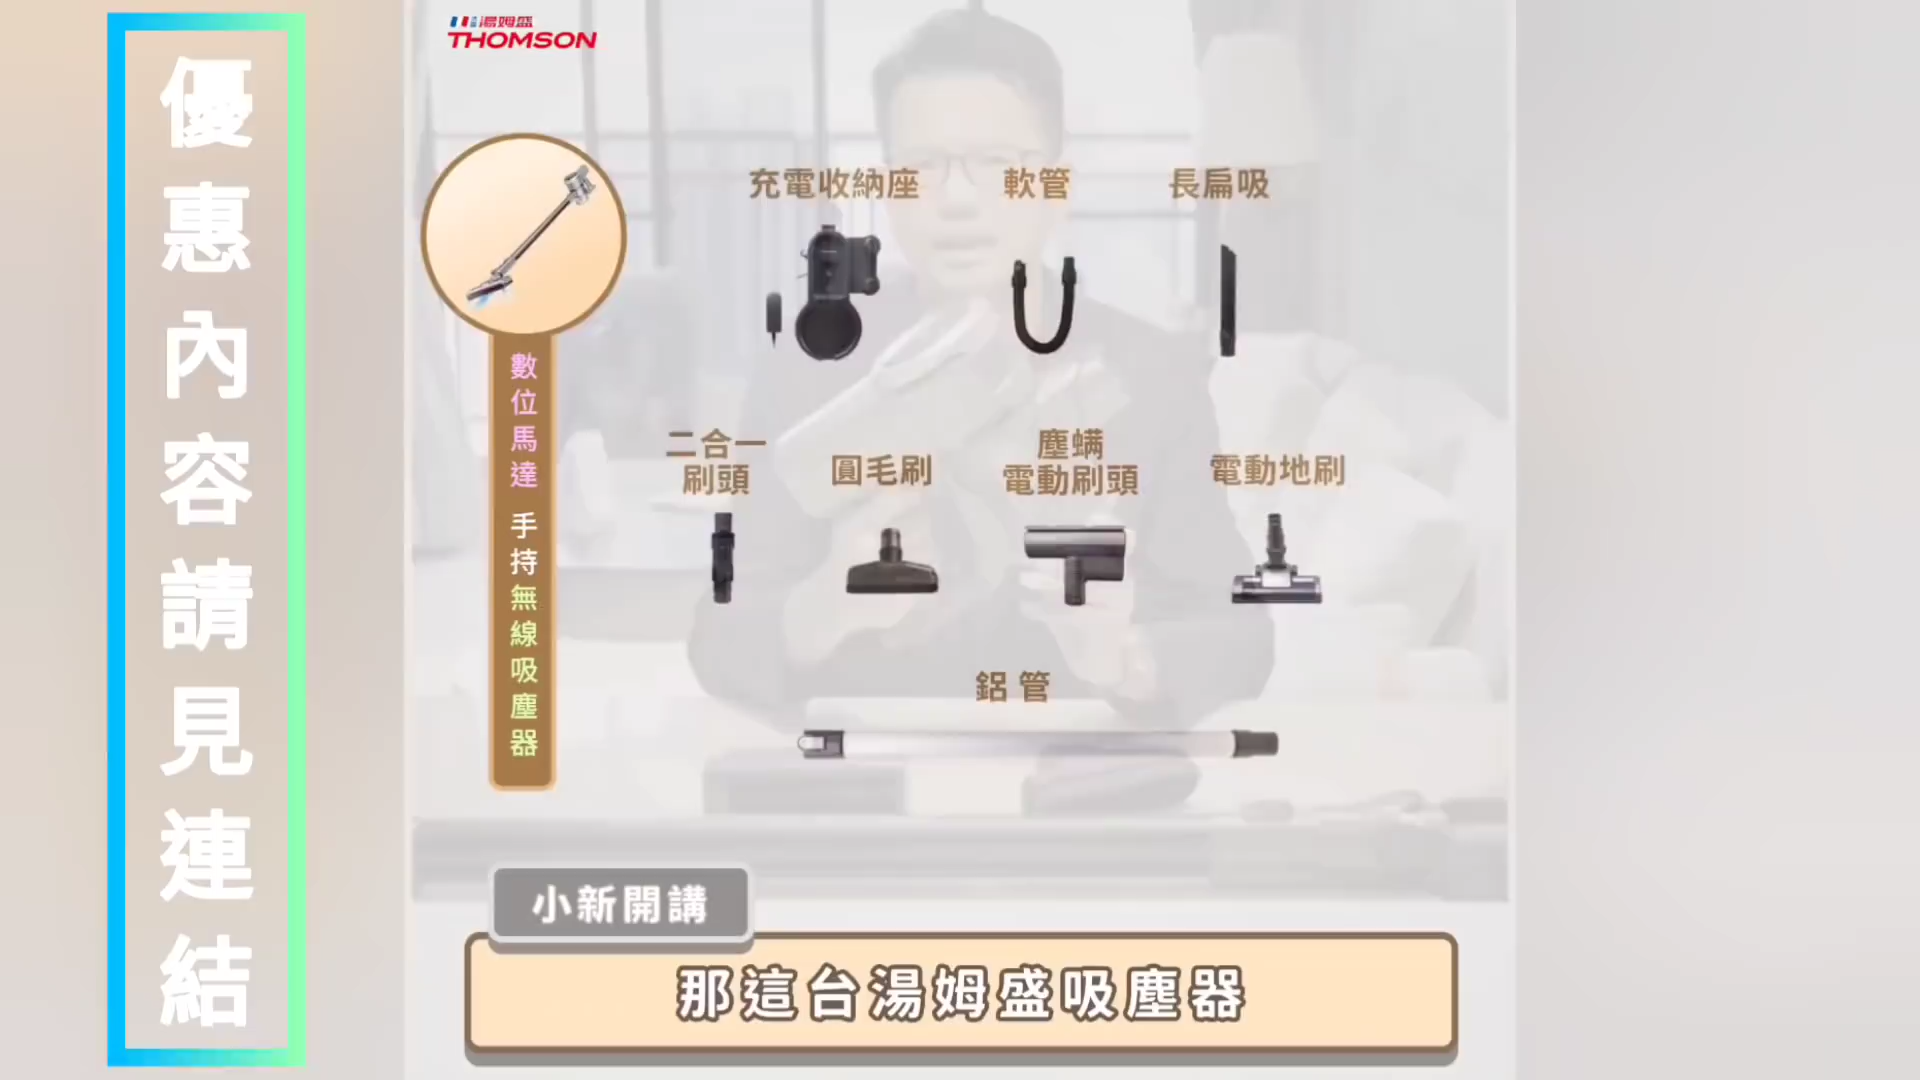 優惠內容請見連結
湯姆盛
THOMSON
數位馬達 手持無線吸塵器
充電收納座
軟管
長扁吸
二合一
刷頭
圓毛刷
塵螨
電動刷頭
電動地刷
鋁管
小新開講
那這台湯姆盛吸塵器